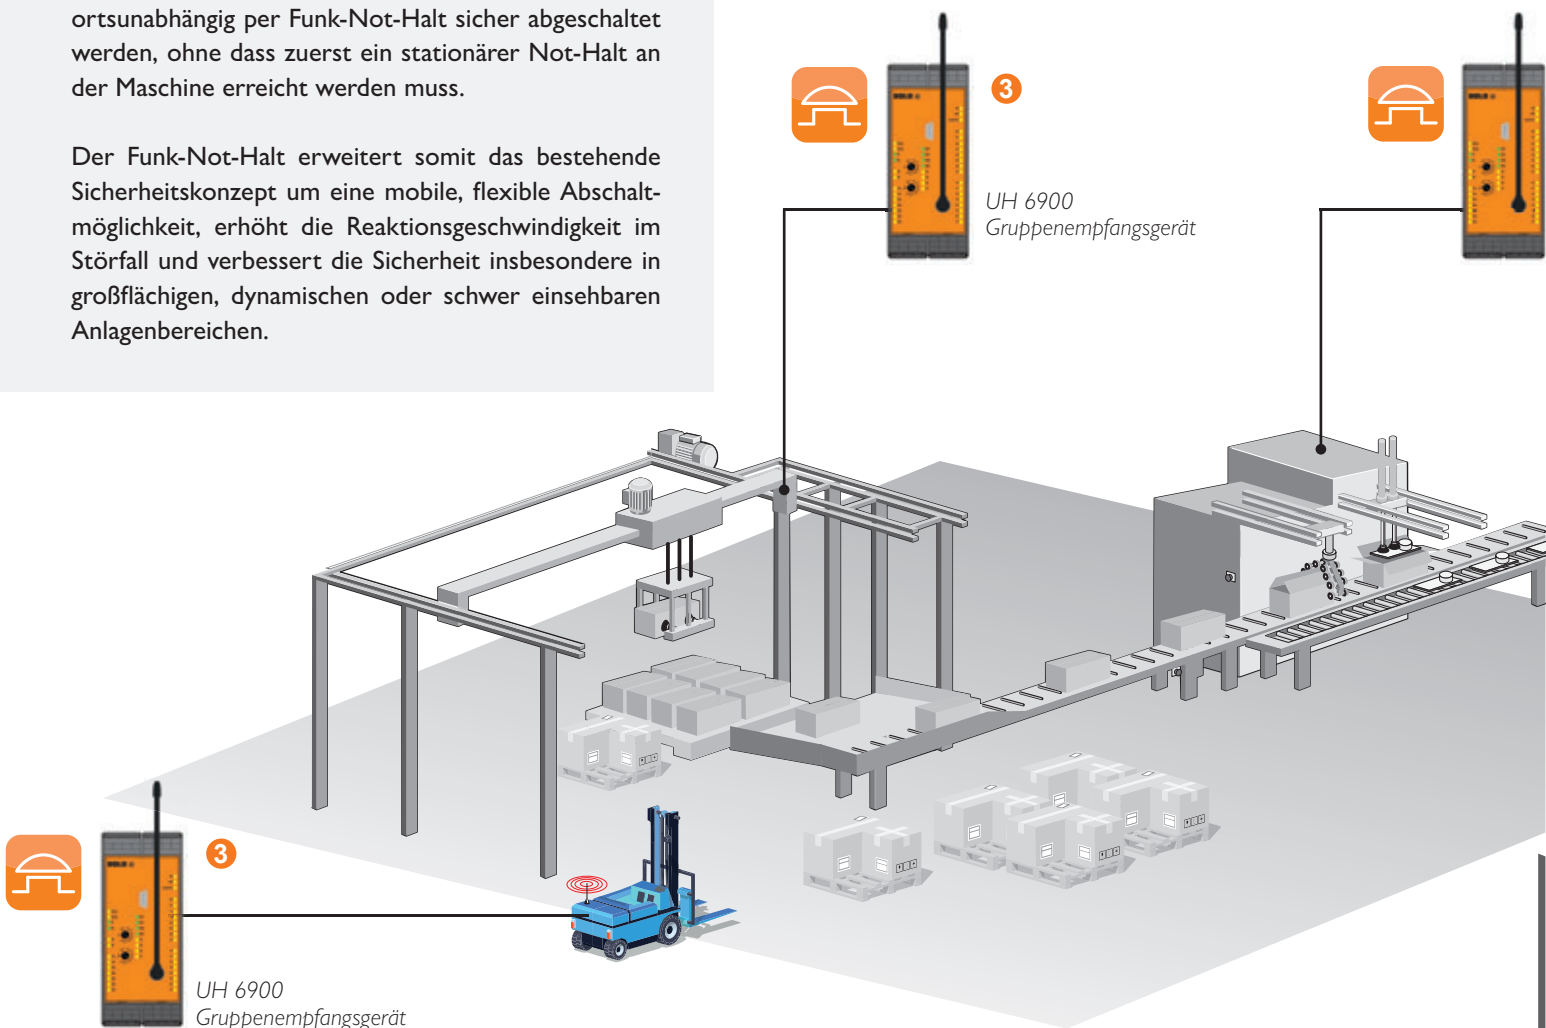 ortsunabhängig per Funk-Not-Halt sicher abgeschaltet
werden, ohne dass zuerst ein stationärer Not-Halt an
der Maschine erreicht werden muss.
Der Funk-Not-Halt erweitert somit das bestehende
Sicherheitskonzept um eine mobile, flexible Abschalt-
möglichkeit, erhöht die Reaktionsgeschwindigkeit im
Störfall und verbessert die Sicherheit insbesondere in
großflächigen, dynamischen oder schwer einsehbaren
Anlagenbereichen.
3
UH 6900
Gruppenempfangsgerät
3
UH 6900
Gruppenempfangsgerät